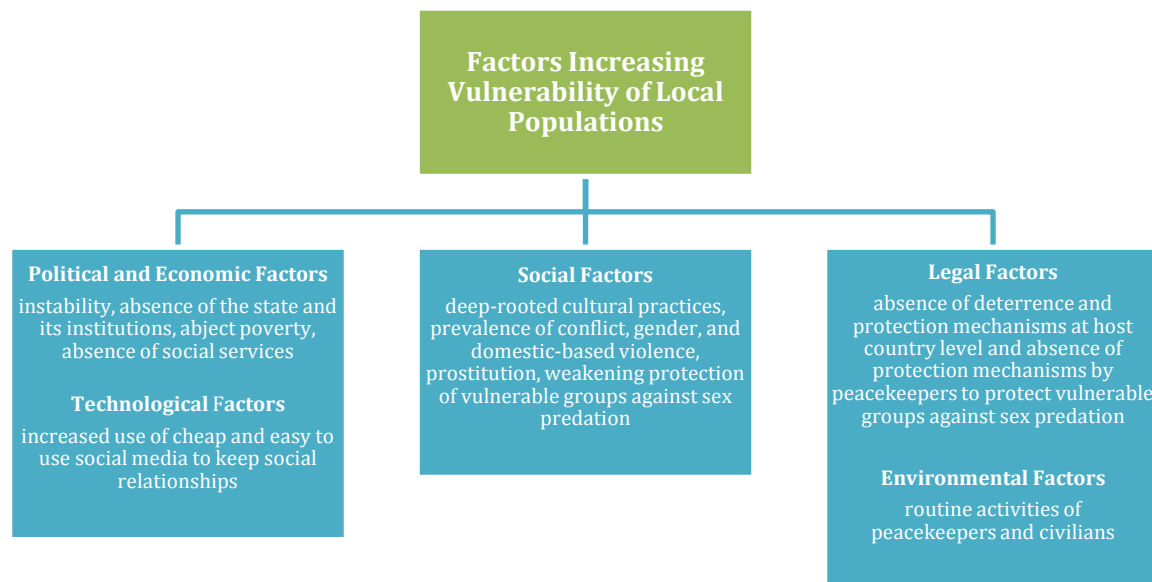 Factors Increasing
Vulnerability of Local
Populations
Political and Economic Factors
instability, absence of the state and
its institutions, abject poverty,
absence of social services
Technological Factors
increased use of cheap and easy to
use social media to keep social
relationships
Social Factors
deep-rooted cultural practices,
prevalence of conflict, gender, and
domestic-based violence,
prostitution, weakening protection
of vulnerable groups against sex
predation
Legal Factors
absence of deterrence and
protection mechanisms at host
country level and absence of
protection mechanisms by
peacekeepers to protect vulnerable
groups against sex predation
Environmental Factors
routine activities of
peacekeepers and civilians